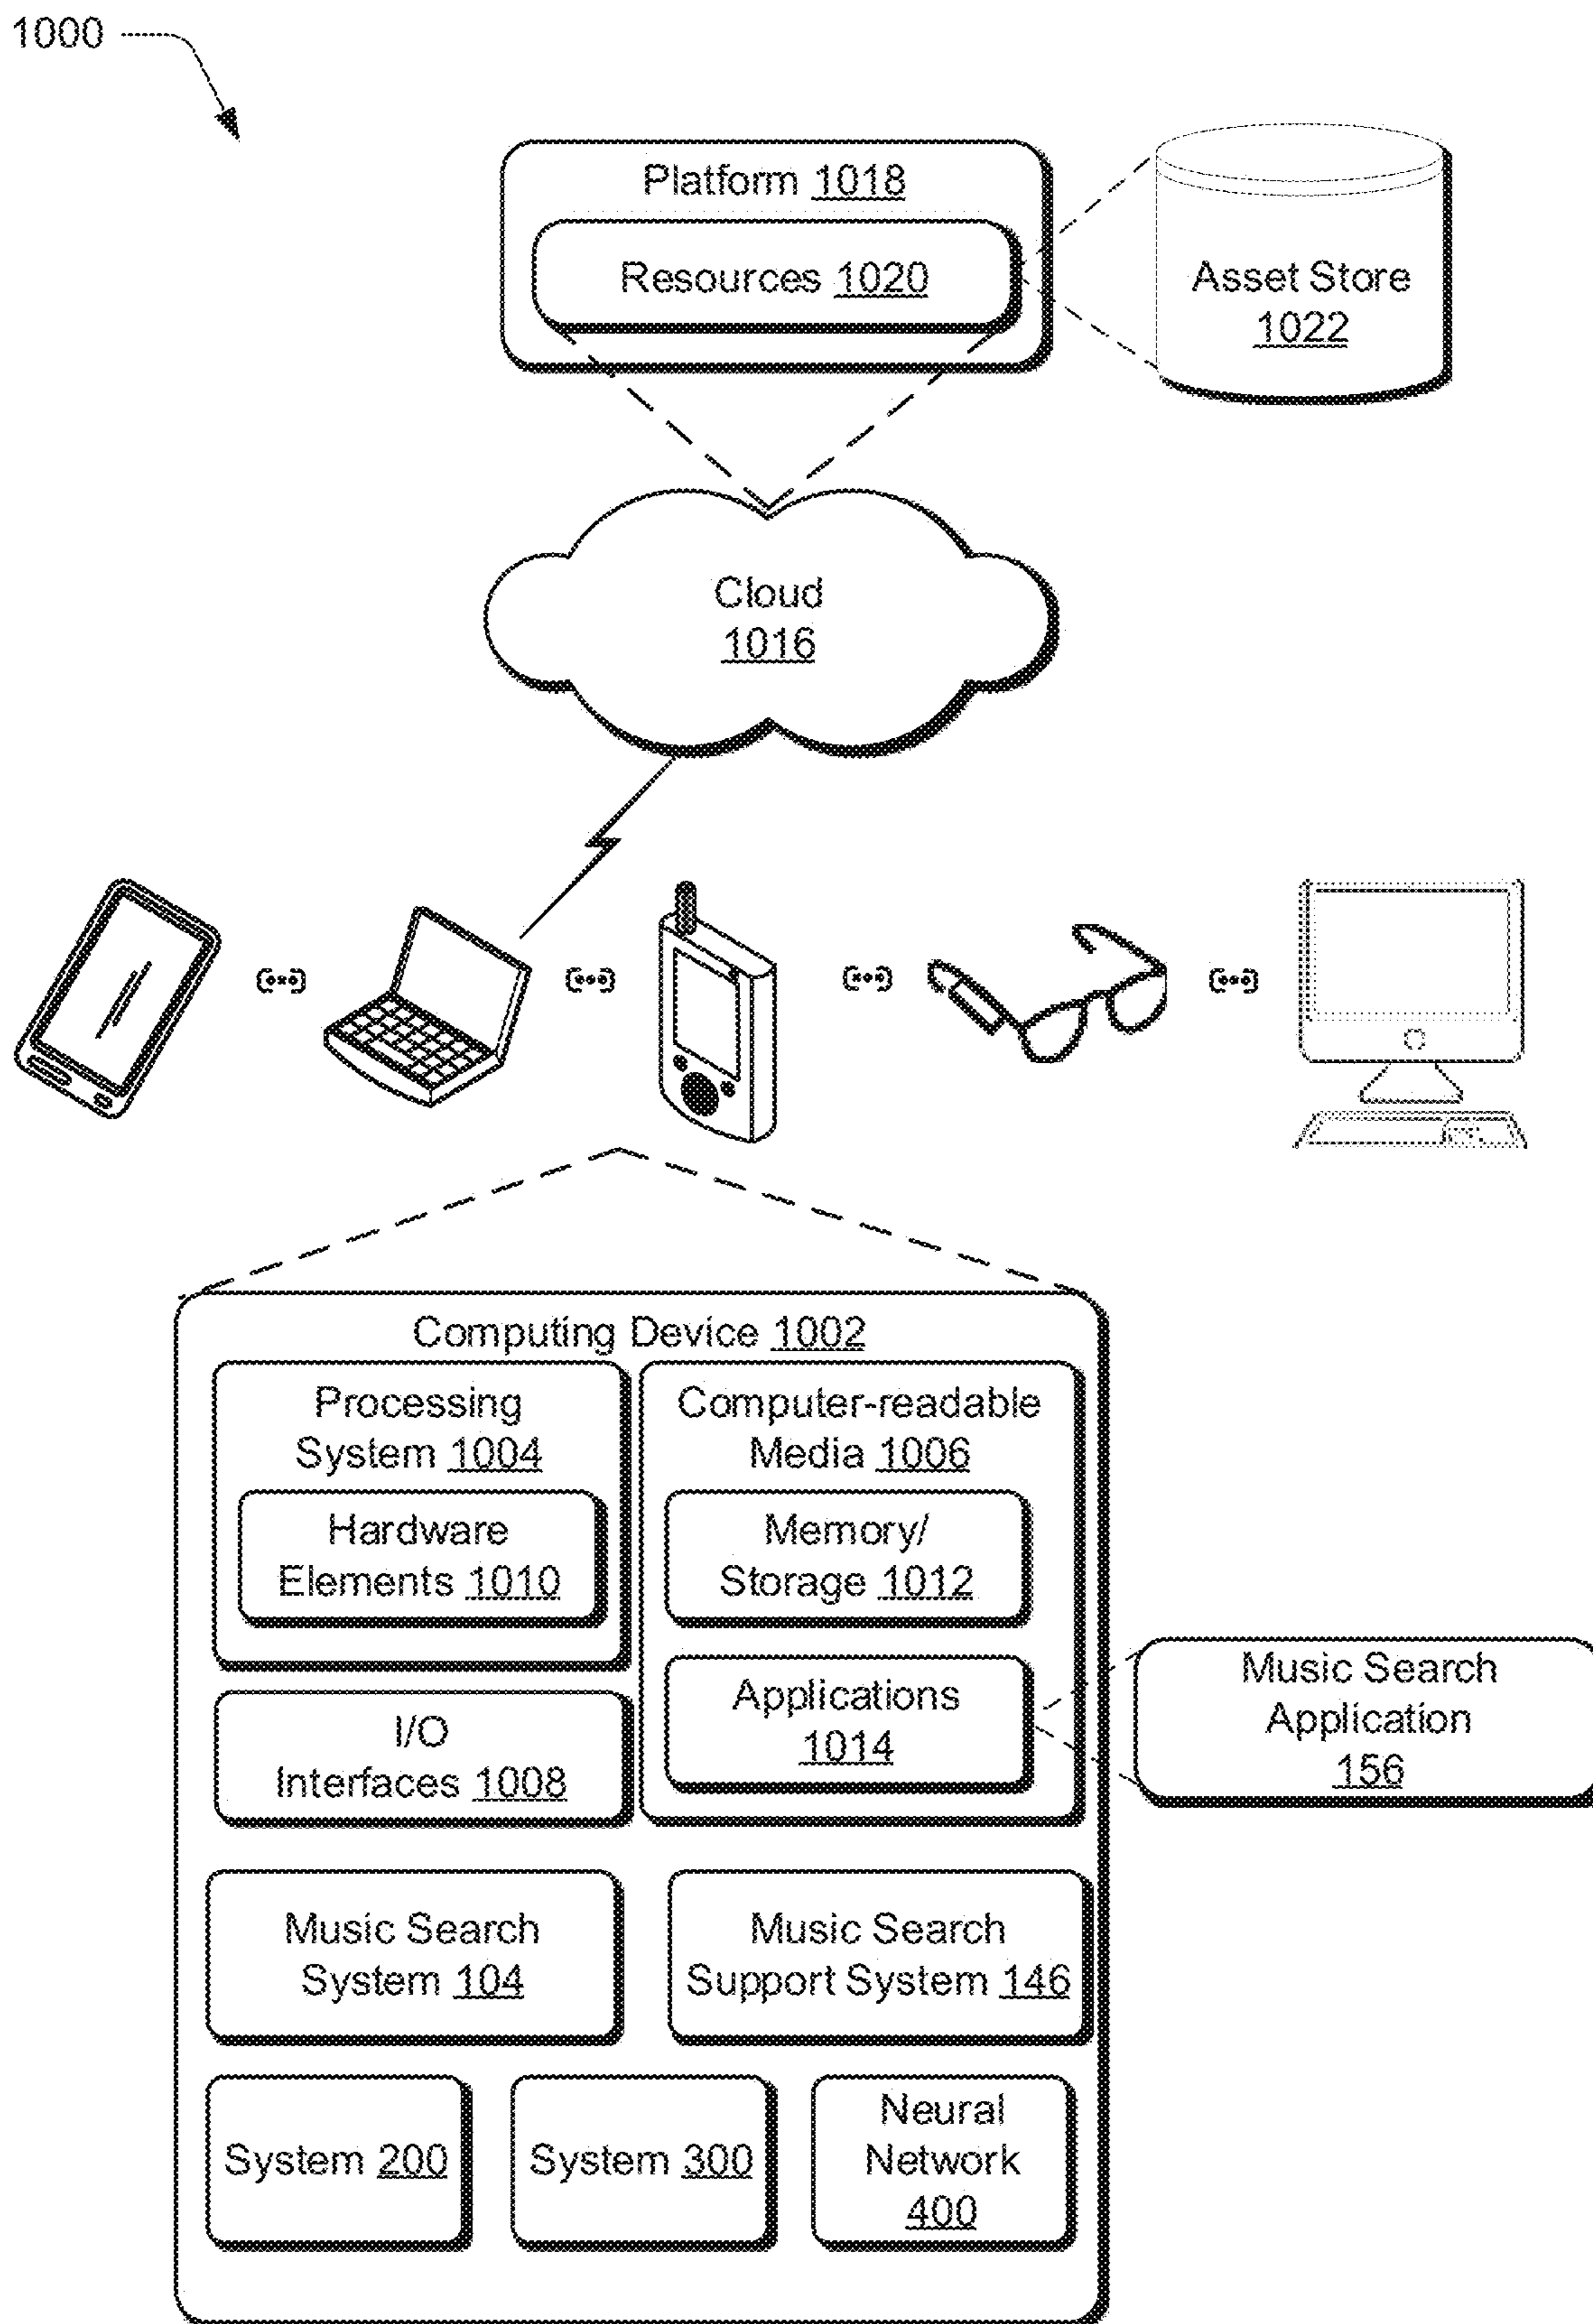 1000
Platform 1018
Resources 1020
Asset Store
1022
Cloud
1016
Computing Device 1002
Processing
System 1004
Hardware
Elements 1010
Computer-readable
Media 1006
Memory/
Storage 1012
Applications
1014
I/O
Interfaces 1008
Music Search
Application
156
Music Search
System 104
Music Search
Support System 146
System 200
System 300
Neural
Network
400